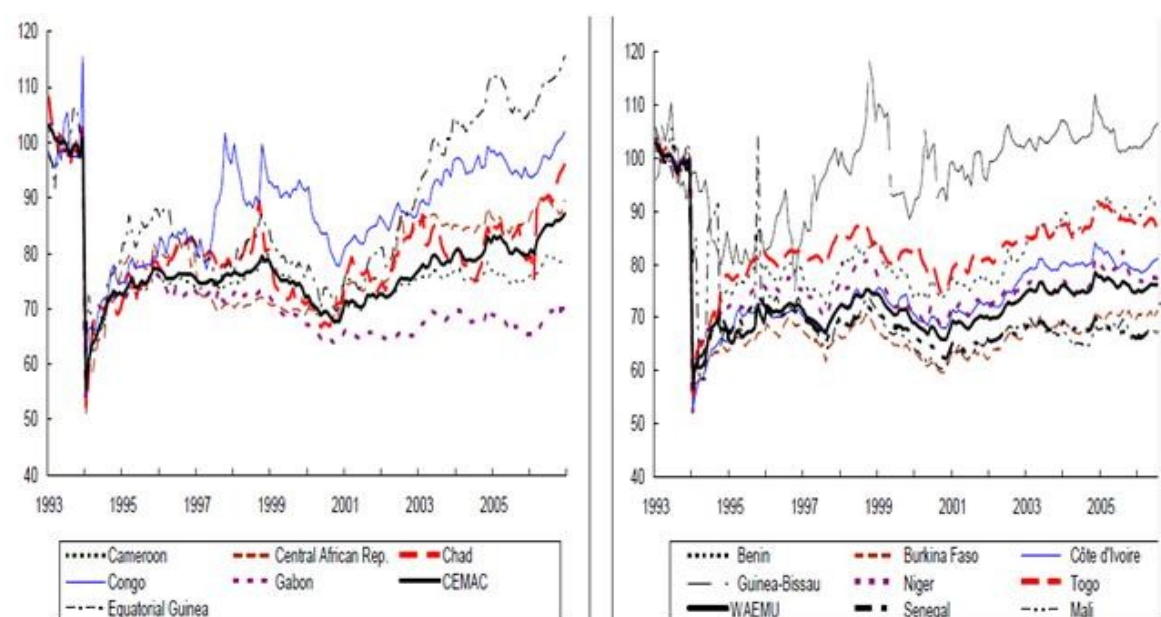 120
110
100
90
80
70
60
50
40
1993 1995 1997 1999 2001 2003 2005
Cameroon Central African Rep. Chad
Congo Gabon CEMAC
Equatorial Guinea
120
110
100
90
80
70
60
50
40
1993 1995 1997 1999 2001 2003 2005
Benin Burkina Faso Côte d'Ivoire
Guinea-Bissau Niger Togo
WAEMU Senegal Mali